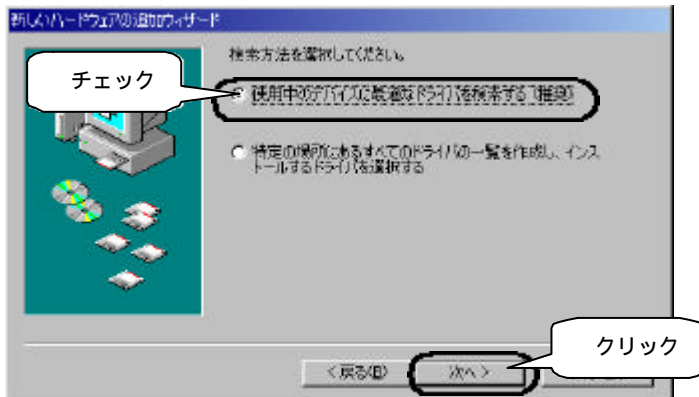 新しいハードウェアの追加ウィザード
検索方法を選択してください。
チェック
使用中のデバイスに最適なドライバを検索する（推奨）
特定の場所にあるすべてのドライバの一覧を作成し、インス
トールするドライバを選択する
クリック
< 戻る(B)
次へ >